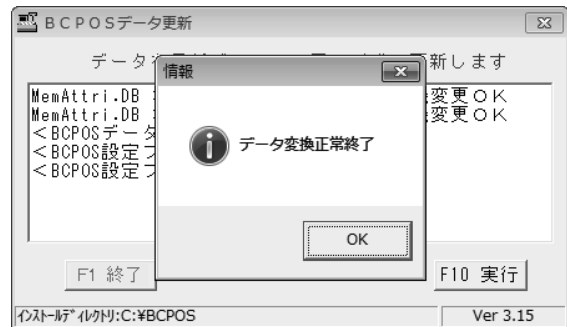 BCPOSデータ更新
データ
新します
情報
MemAttri.DB
変更OK
MemAttri.DB
変更OK
<BCPOSデータ
<BCPOS設定フ
<BCPOS設定フ
データ変換正常終了
OK
F1 終了
F10 実行
ｲﾝｽﾄｰﾙﾃﾞｨﾚｸﾄﾘ:C:¥BCPOS
Ver 3.15